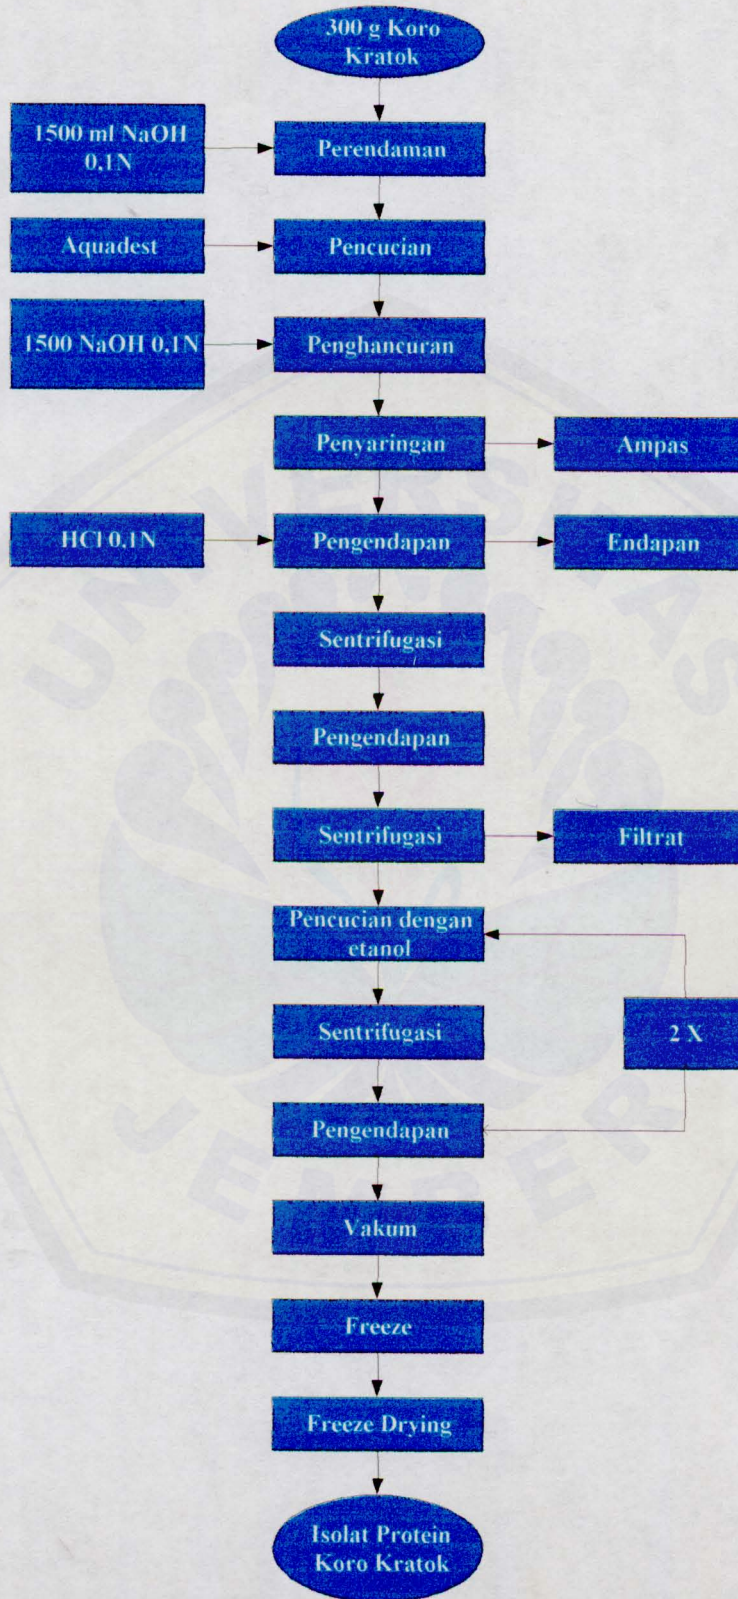 300 g Koro
Kratok
1500 ml NaOH
0,1N
Perendaman
Aquadest
Pencucian
1500 NaOH 0,1N
Penghancuran
Penyaringan
Ampas
HCl 0,1N
Pengendapan
Endapan
Sentrifugasi
Pengendapan
Sentrifugasi
Filtrat
Pencucian dengan
etanol
Sentrifugasi
2 X
Pengendapan
Vakum
Freeze
Freeze Drying
Isolat Protein
Koro Kratok
UNIVERSITAS
JEMBER